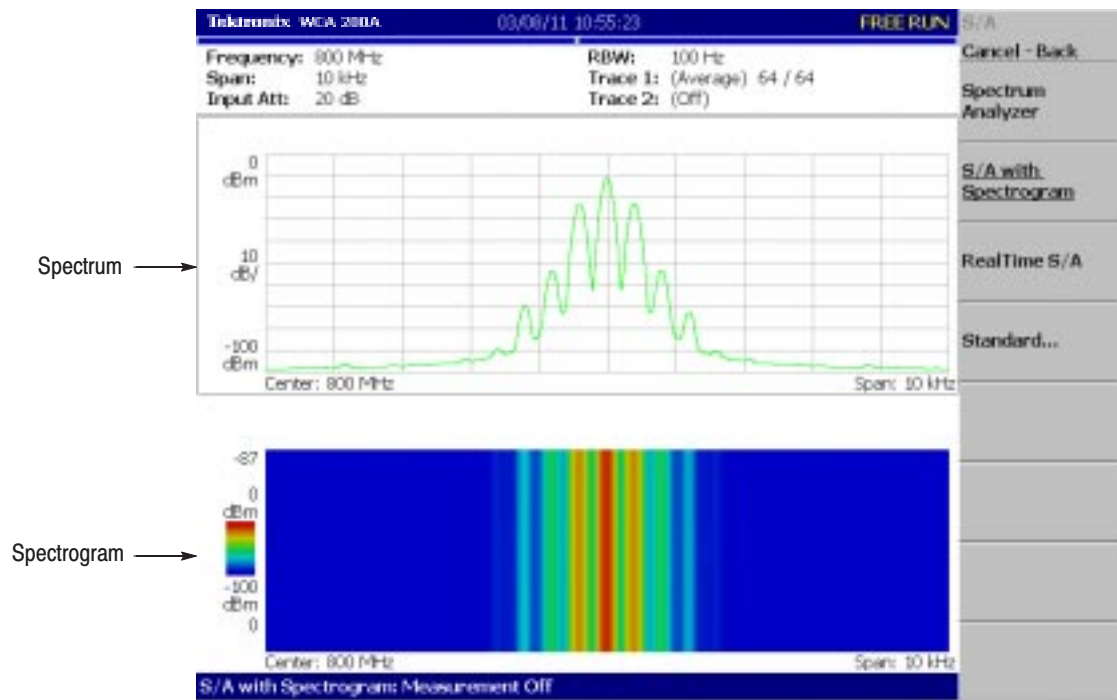 Tektronix WCA 200A 03/08/11 10:55:23 FREE RUN
Frequency: 800 MHz
Span: 10 kHz
Input Att: 20 dB
RBW: 100 Hz
Trace 1: (Average) 64 / 64
Trace 2: (Off)
S/A
Cancel - Back
Spectrum
Analyzer
S/A with
Spectrogram
RealTime S/A
Standard...
Spectrum
0
dBm
10
dB/
-100
dBm
Center: 800 MHz
Span: 10 kHz
Spectrogram
-87
0
dBm
-100
dBm
0
Center: 800 MHz
Span: 10 kHz
S/A with Spectrogram: Measurement Off